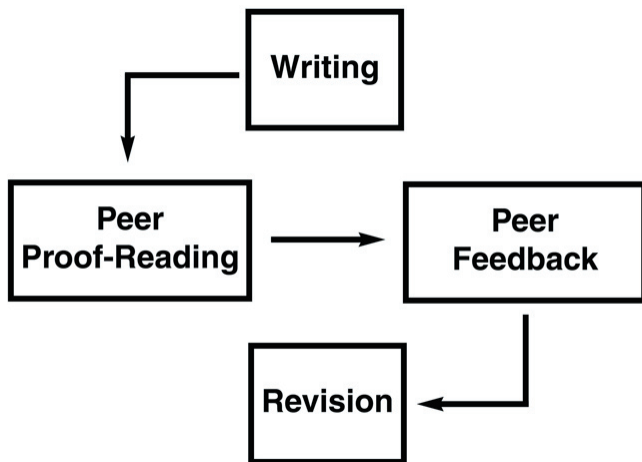 Writing
Peer
Proof-Reading
Peer
Feedback
Revision